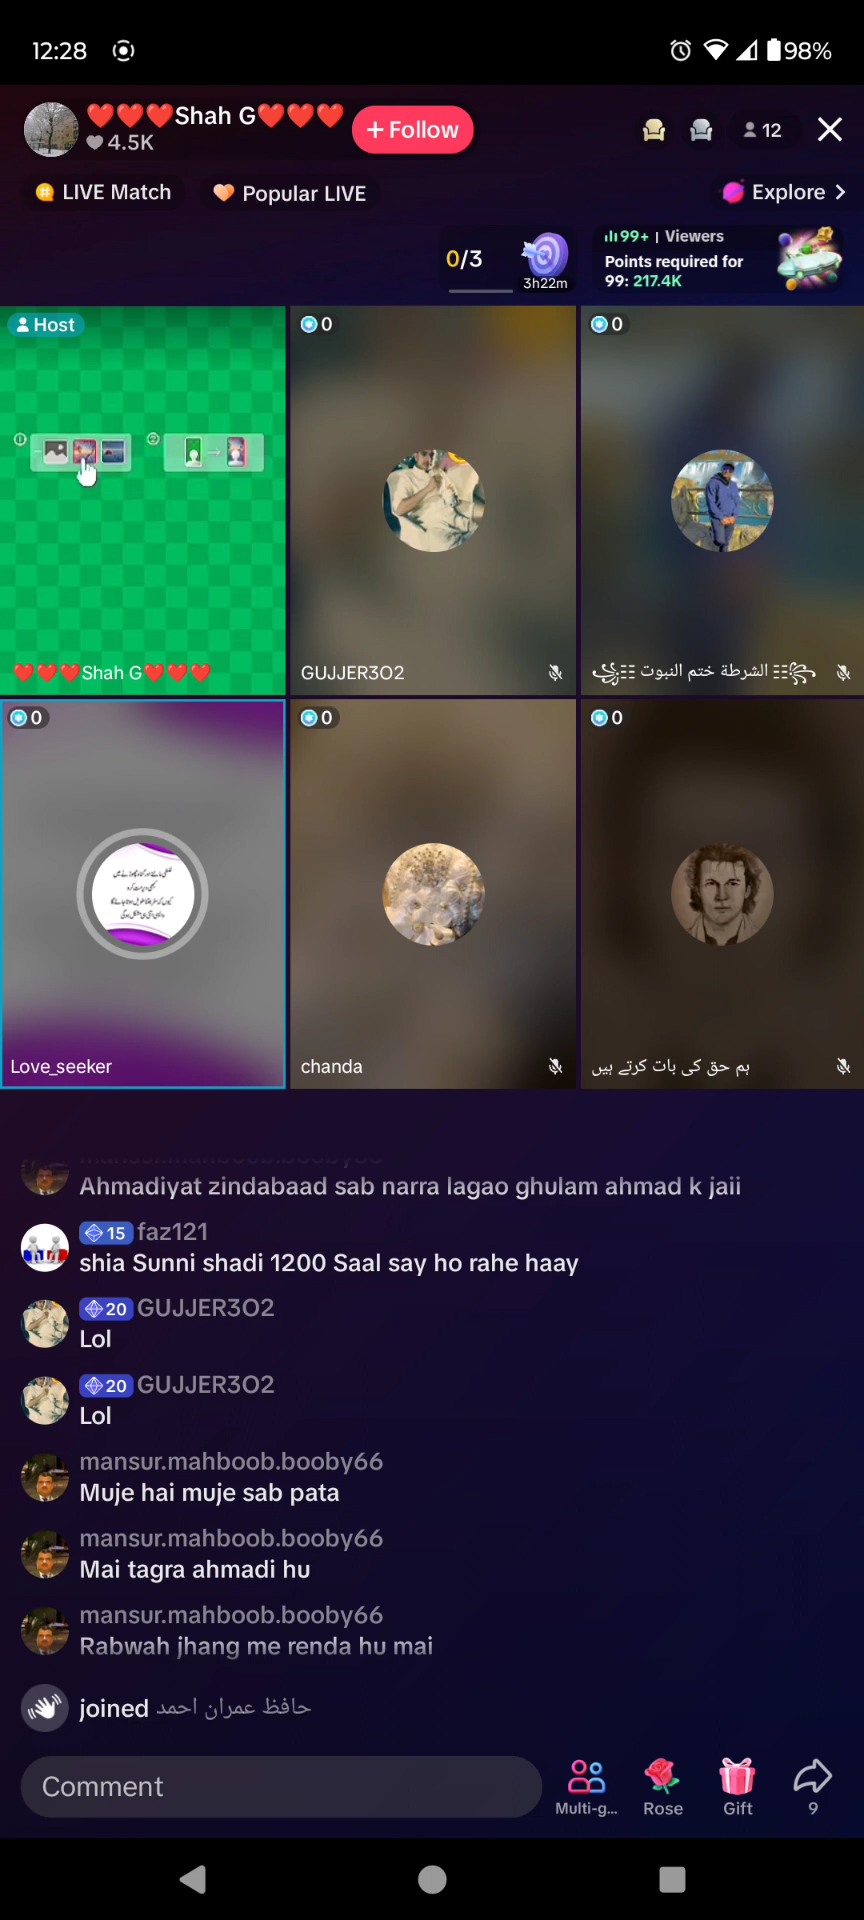 12:28
98%
❤️❤️❤️Shah G❤️❤️❤️
4.5K
+ Follow
12
LIVE Match
Popular LIVE
Explore
0/3
3h22m
99+ | Viewers
Points required for
99: 217.4K
Host
0
0
❤️❤️❤️Shah G❤️❤️❤️
GUJJER3O2
الشرطة ختم النبوت
0
0
0
Love_seeker
chanda
ہم حق کی بات کرتے ہیں
Ahmadiyat zindabaad sab narra lagao ghulam ahmad k jaii
15 faz121
shia Sunni shadi 1200 Saal say ho rahe haay
20 GUJJER3O2
Lol
20 GUJJER3O2
Lol
mansur.mahboob.booby66
Muje hai muje sab pata
mansur.mahboob.booby66
Mai tagra ahmadi hu
mansur.mahboob.booby66
Rabwah jhang me renda hu mai
joined حافظ عمران احمد
Comment
Multi-g...
Rose
Gift
9